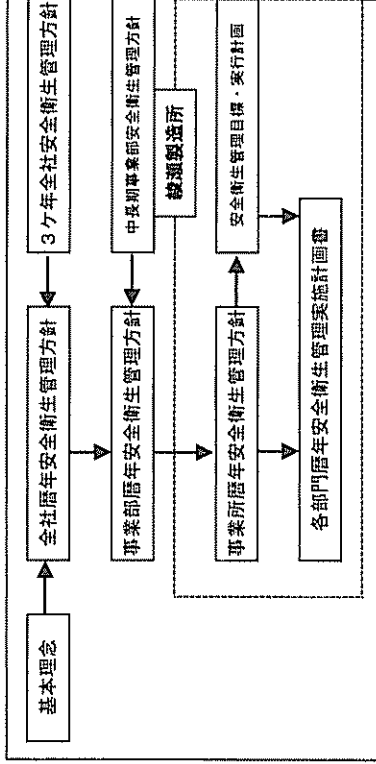 基本理念
全社暦年安全衛生管理方針
3ケ年全社安全衛生管理方針
事業部暦年安全衛生管理方針
中長期事業部安全衛生管理方針
綾瀬製造所
事業所暦年安全衛生管理方針
安全衛生管理目標・実行計画
各部門暦年安全衛生管理実施計画書